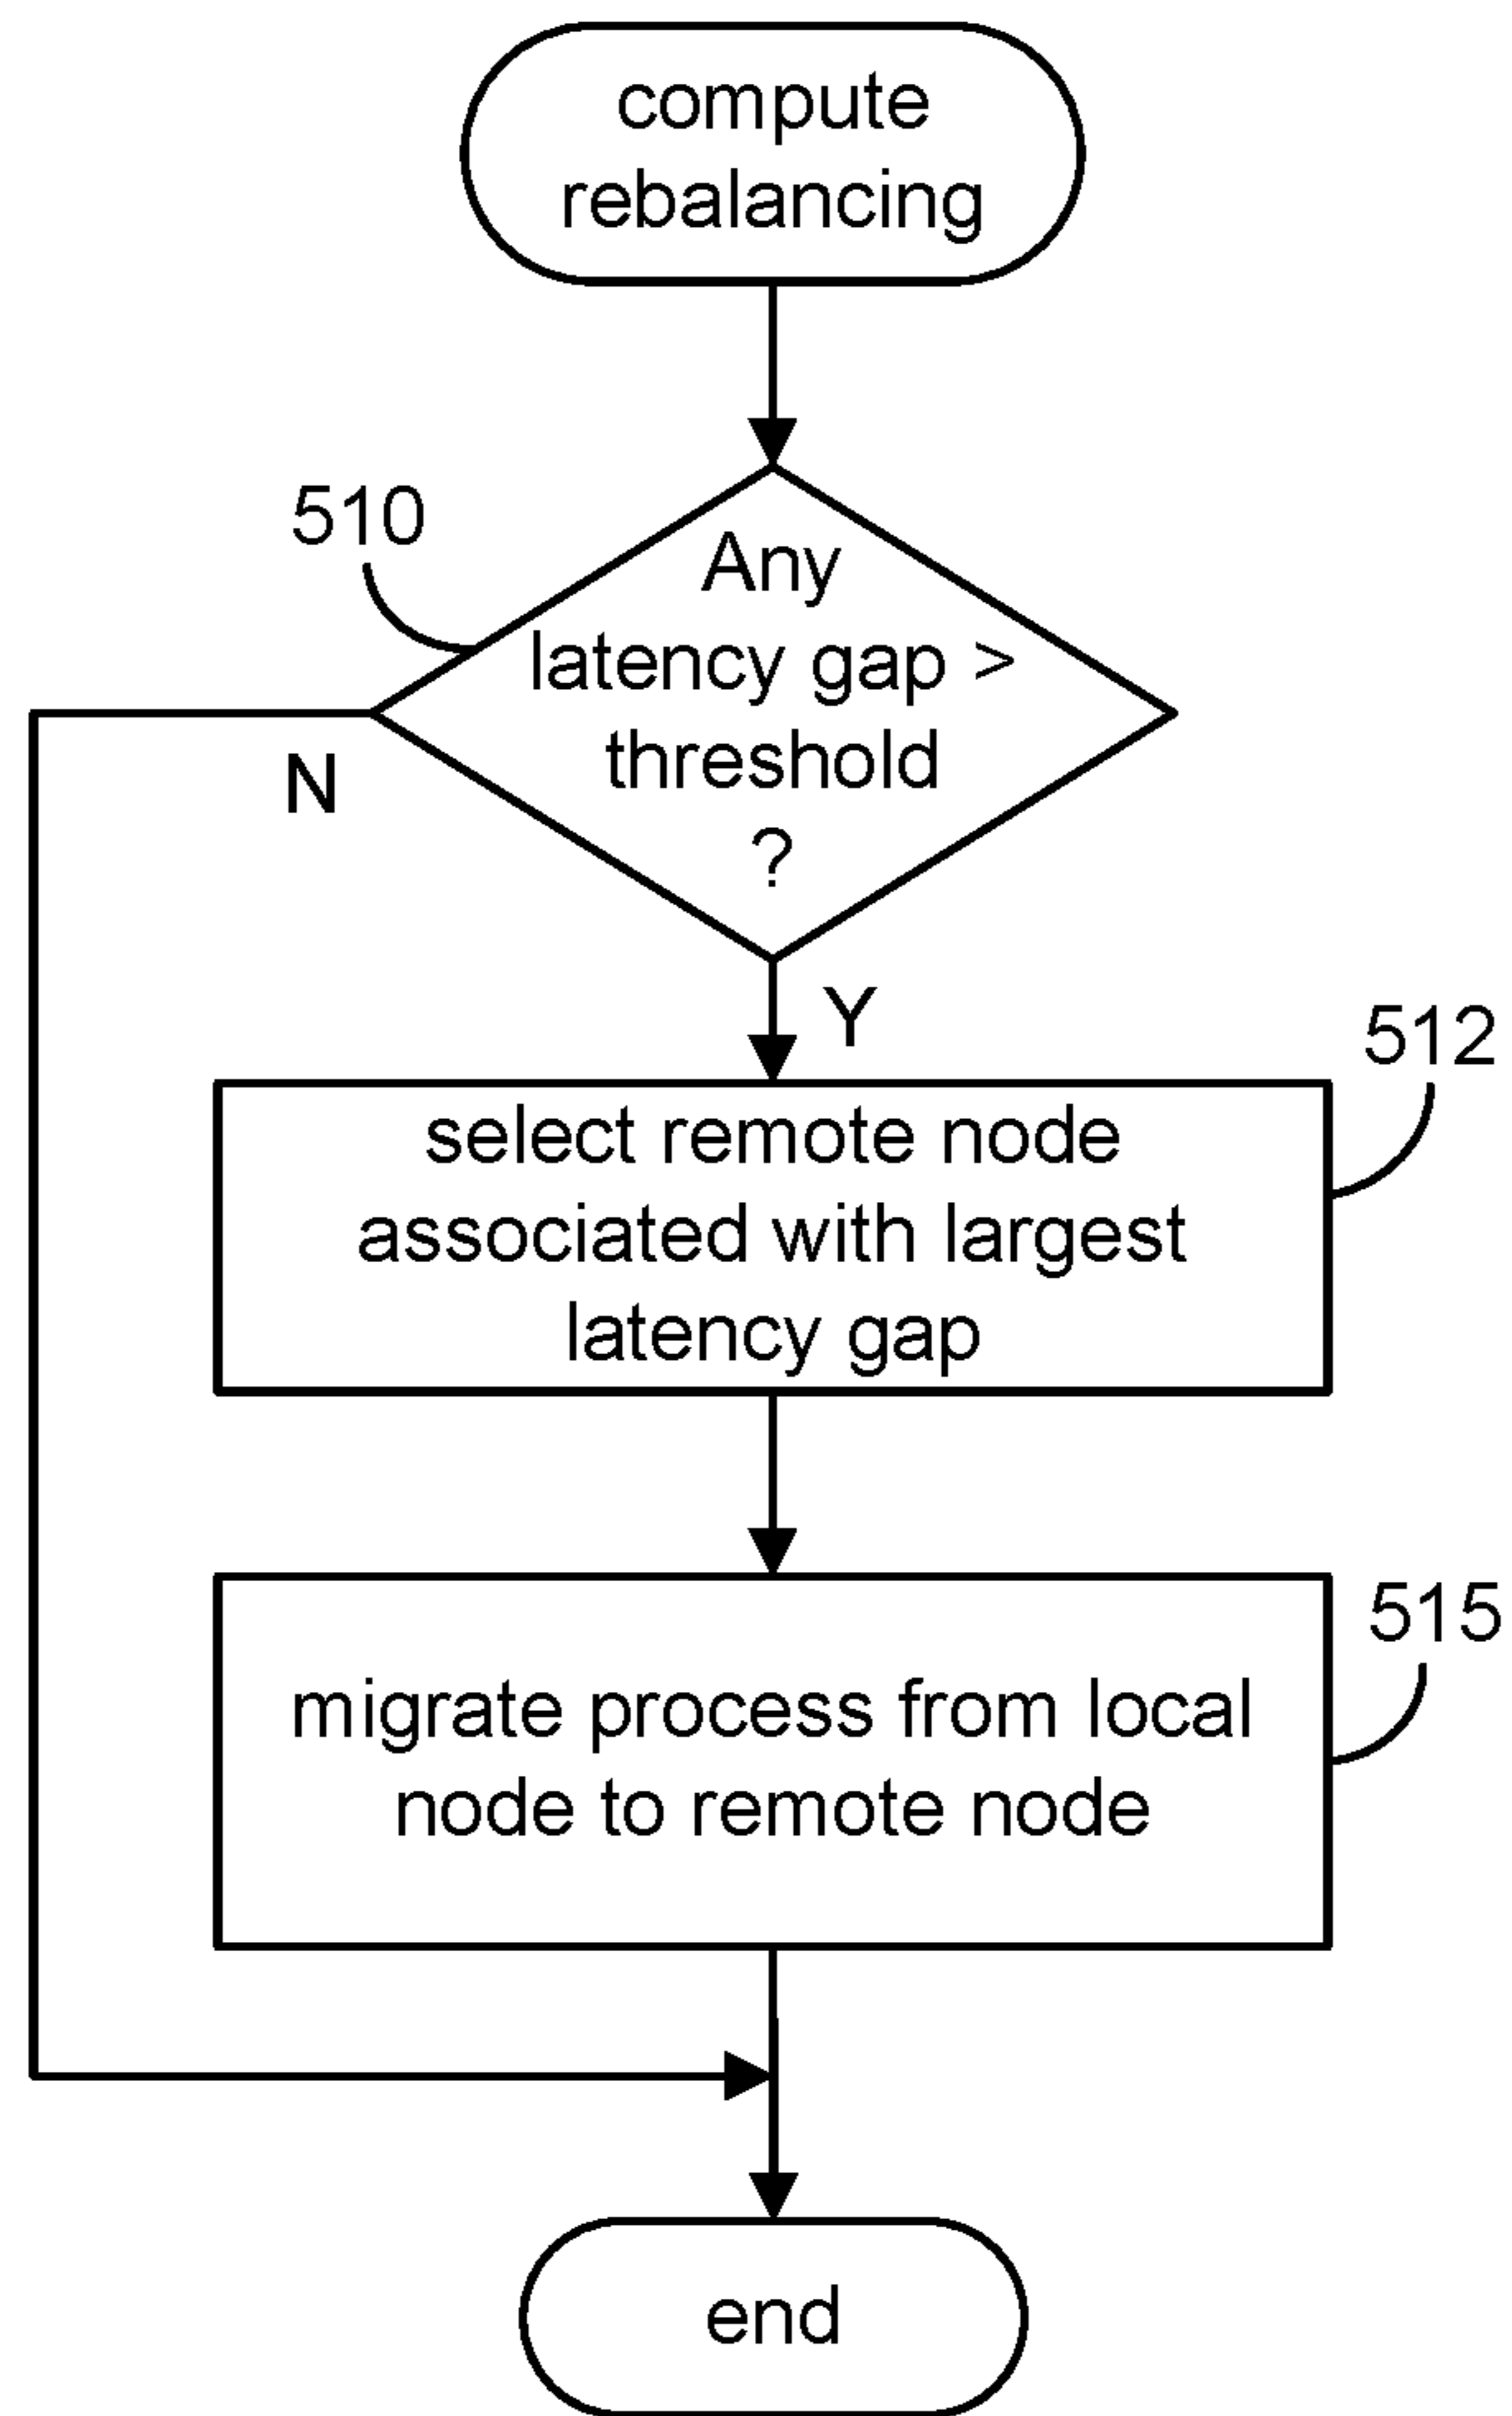 compute
rebalancing
510
Any
latency gap >
threshold
?
N
Y
512
select remote node
associated with largest
latency gap
515
migrate process from local
node to remote node
end